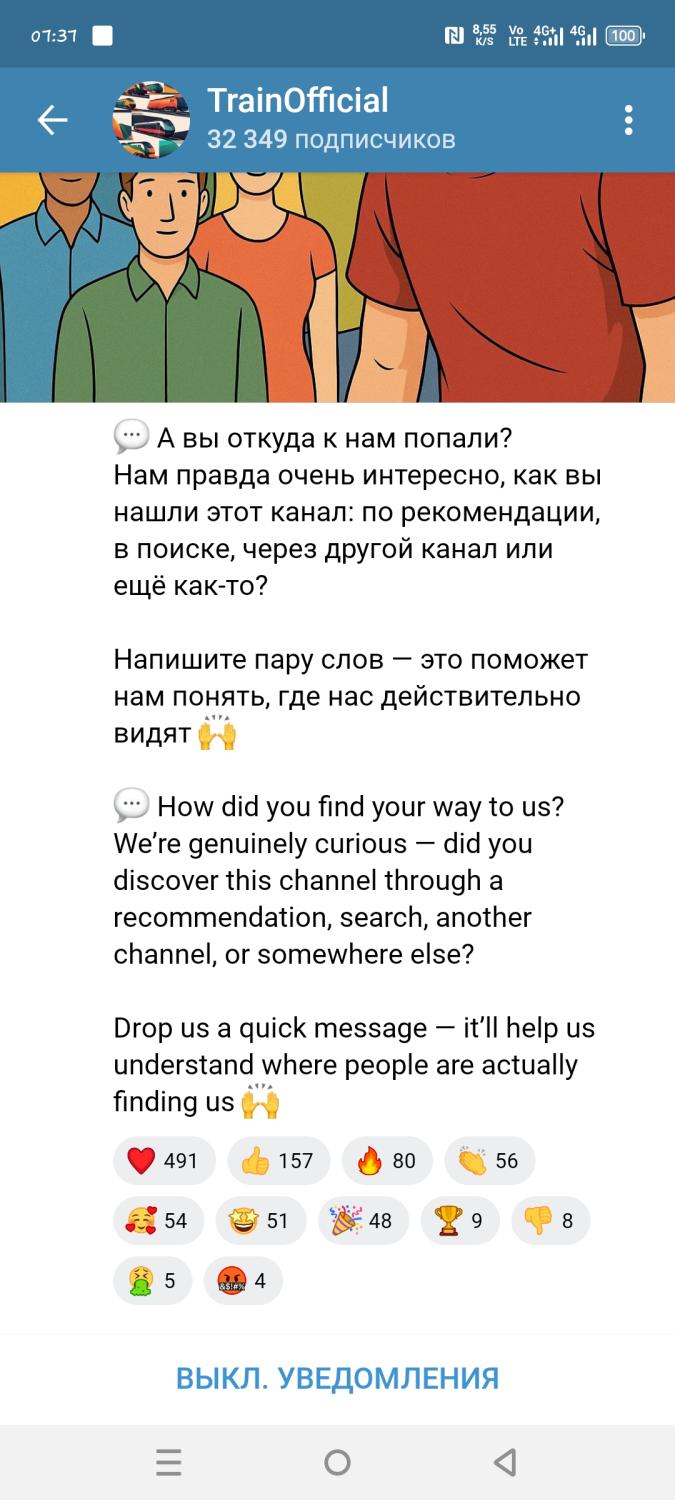 07:37
8,55 K/S Vo LTE 4G+ 4G 100
TrainOfficial
32 349 подписчиков
💬 А вы откуда к нам попали?
Нам правда очень интересно, как вы
нашли этот канал: по рекомендации,
в поиске, через другой канал или
ещё как-то?
Напишите пару слов — это поможет
нам понять, где нас действительно
видят 🙌
💬 How did you find your way to us?
We’re genuinely curious — did you
discover this channel through a
recommendation, search, another
channel, or somewhere else?
Drop us a quick message — it’ll help us
understand where people are actually
finding us 🙌
❤️ 491 👍 157 🔥 80 👏 56
🥰 54 🤩 51 🎉 48 🏆 9 👎 8
🤮 5 🤬 4
ВЫКЛ. УВЕДОМЛЕНИЯ